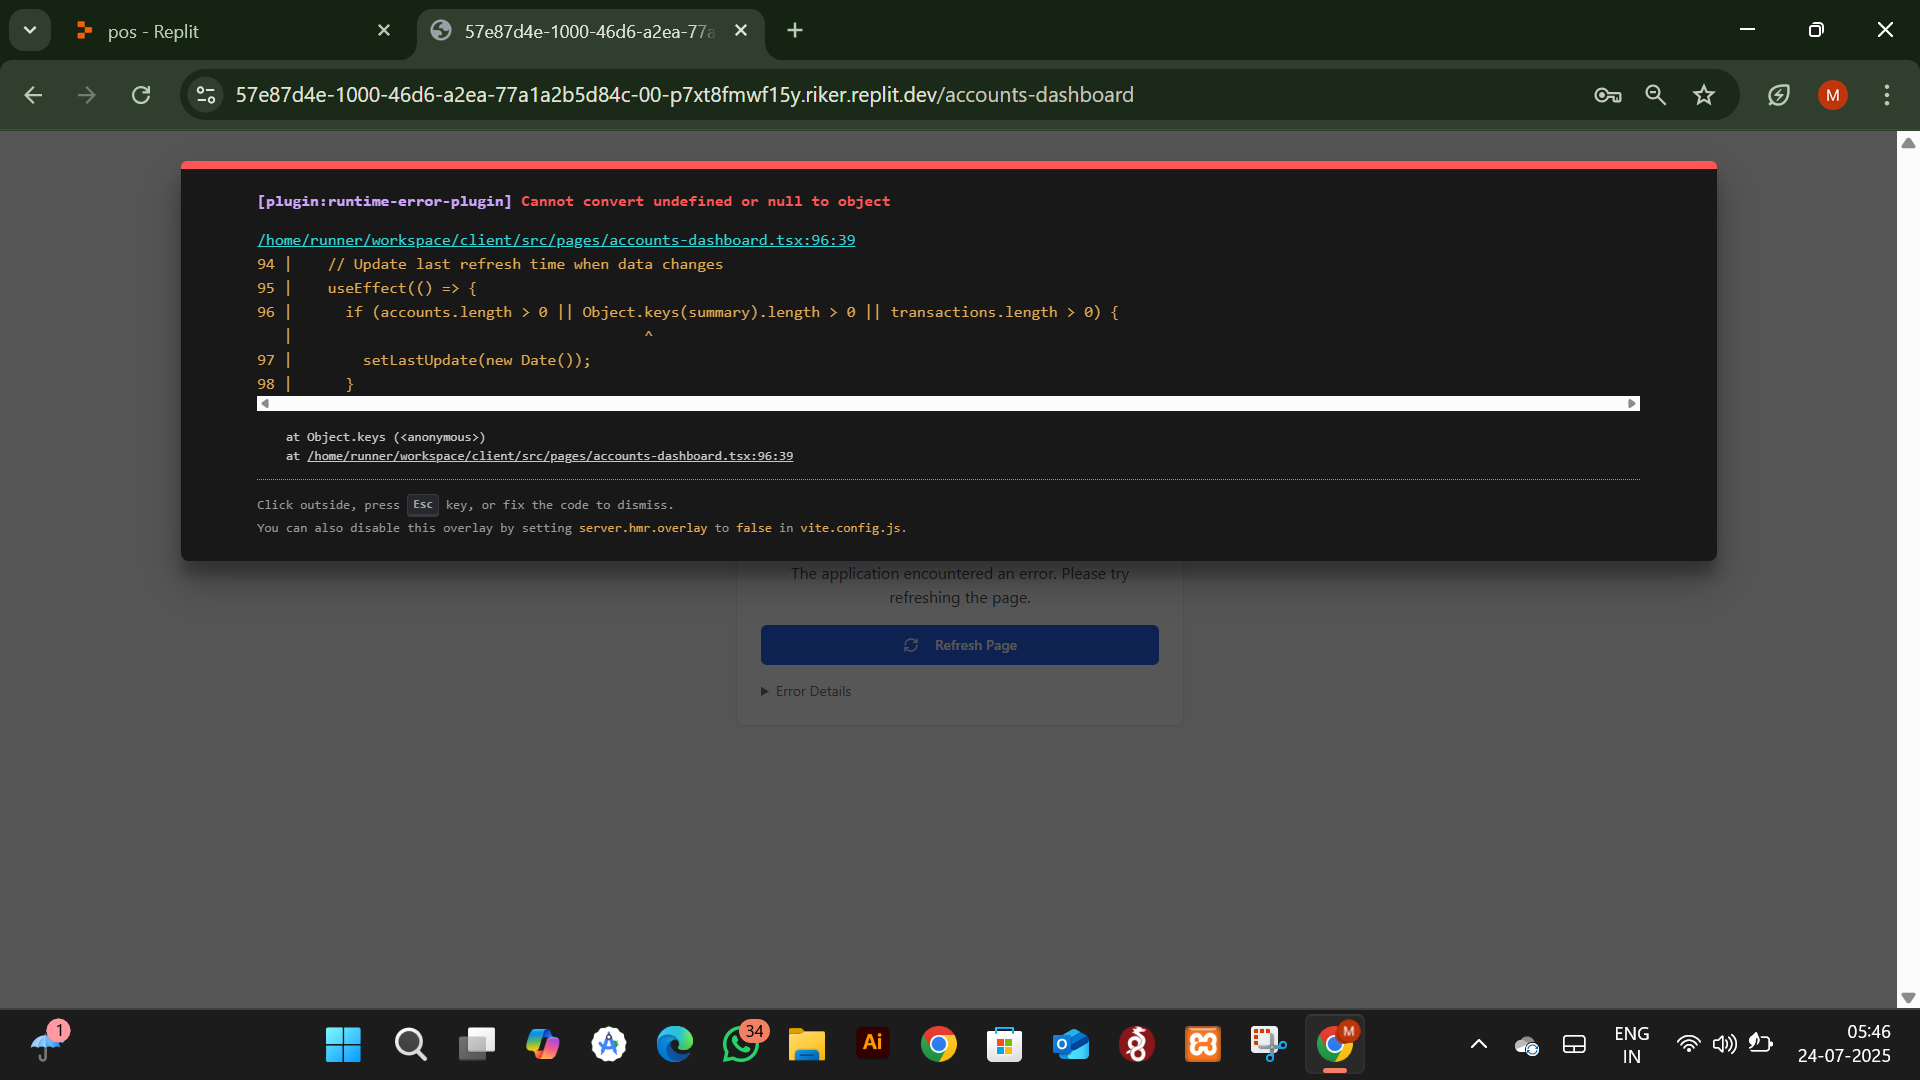 pos - Replit
57e87d4e-1000-46d6-a2ea-77a
57e87d4e-1000-46d6-a2ea-77a1a2b5d84c-00-p7xt8fmwf15y.riker.replit.dev/accounts-dashboard
M
[plugin:runtime-error-plugin] Cannot convert undefined or null to object
/home/runner/workspace/client/src/pages/accounts-dashboard.tsx:96:39
94 |    // Update last refresh time when data changes
95 |    useEffect(() => {
96 |      if (accounts.length > 0 || Object.keys(summary).length > 0 || transactions.length > 0) {
   |                                        ^
97 |        setLastUpdate(new Date());
98 |      }
at Object.keys (<anonymous>)
at /home/runner/workspace/client/src/pages/accounts-dashboard.tsx:96:39
Click outside, press Esc key, or fix the code to dismiss.
You can also disable this overlay by setting server.hmr.overlay to false in vite.config.js.
The application encountered an error. Please try
refreshing the page.
Refresh Page
Error Details
1
34
Ai
M
ENG
IN
05:46
24-07-2025